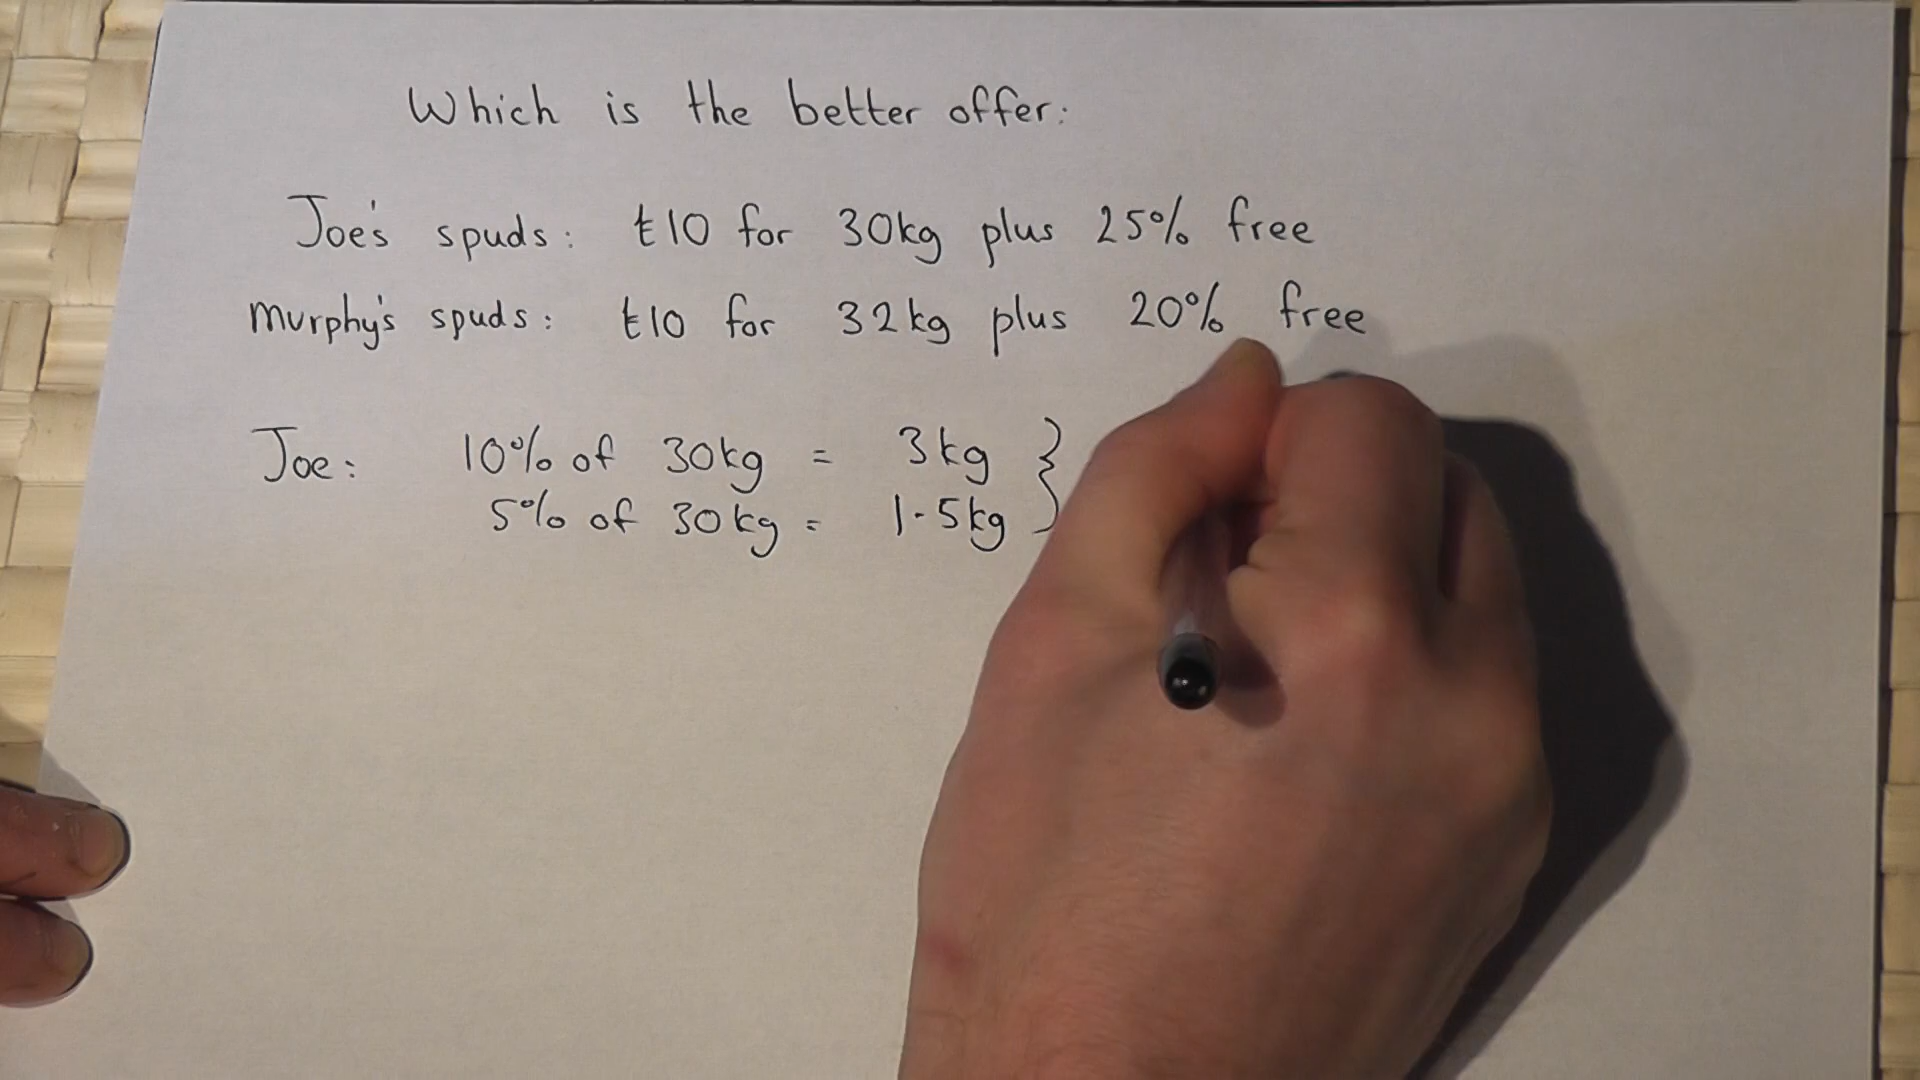 Which is the better offer:
Joe's spuds: £10 for 30kg plus 25% free
Murphy's spuds: £10 for 32kg plus 20% free
Joe: 10% of 30kg = 3kg }
5% of 30kg = 1.5kg